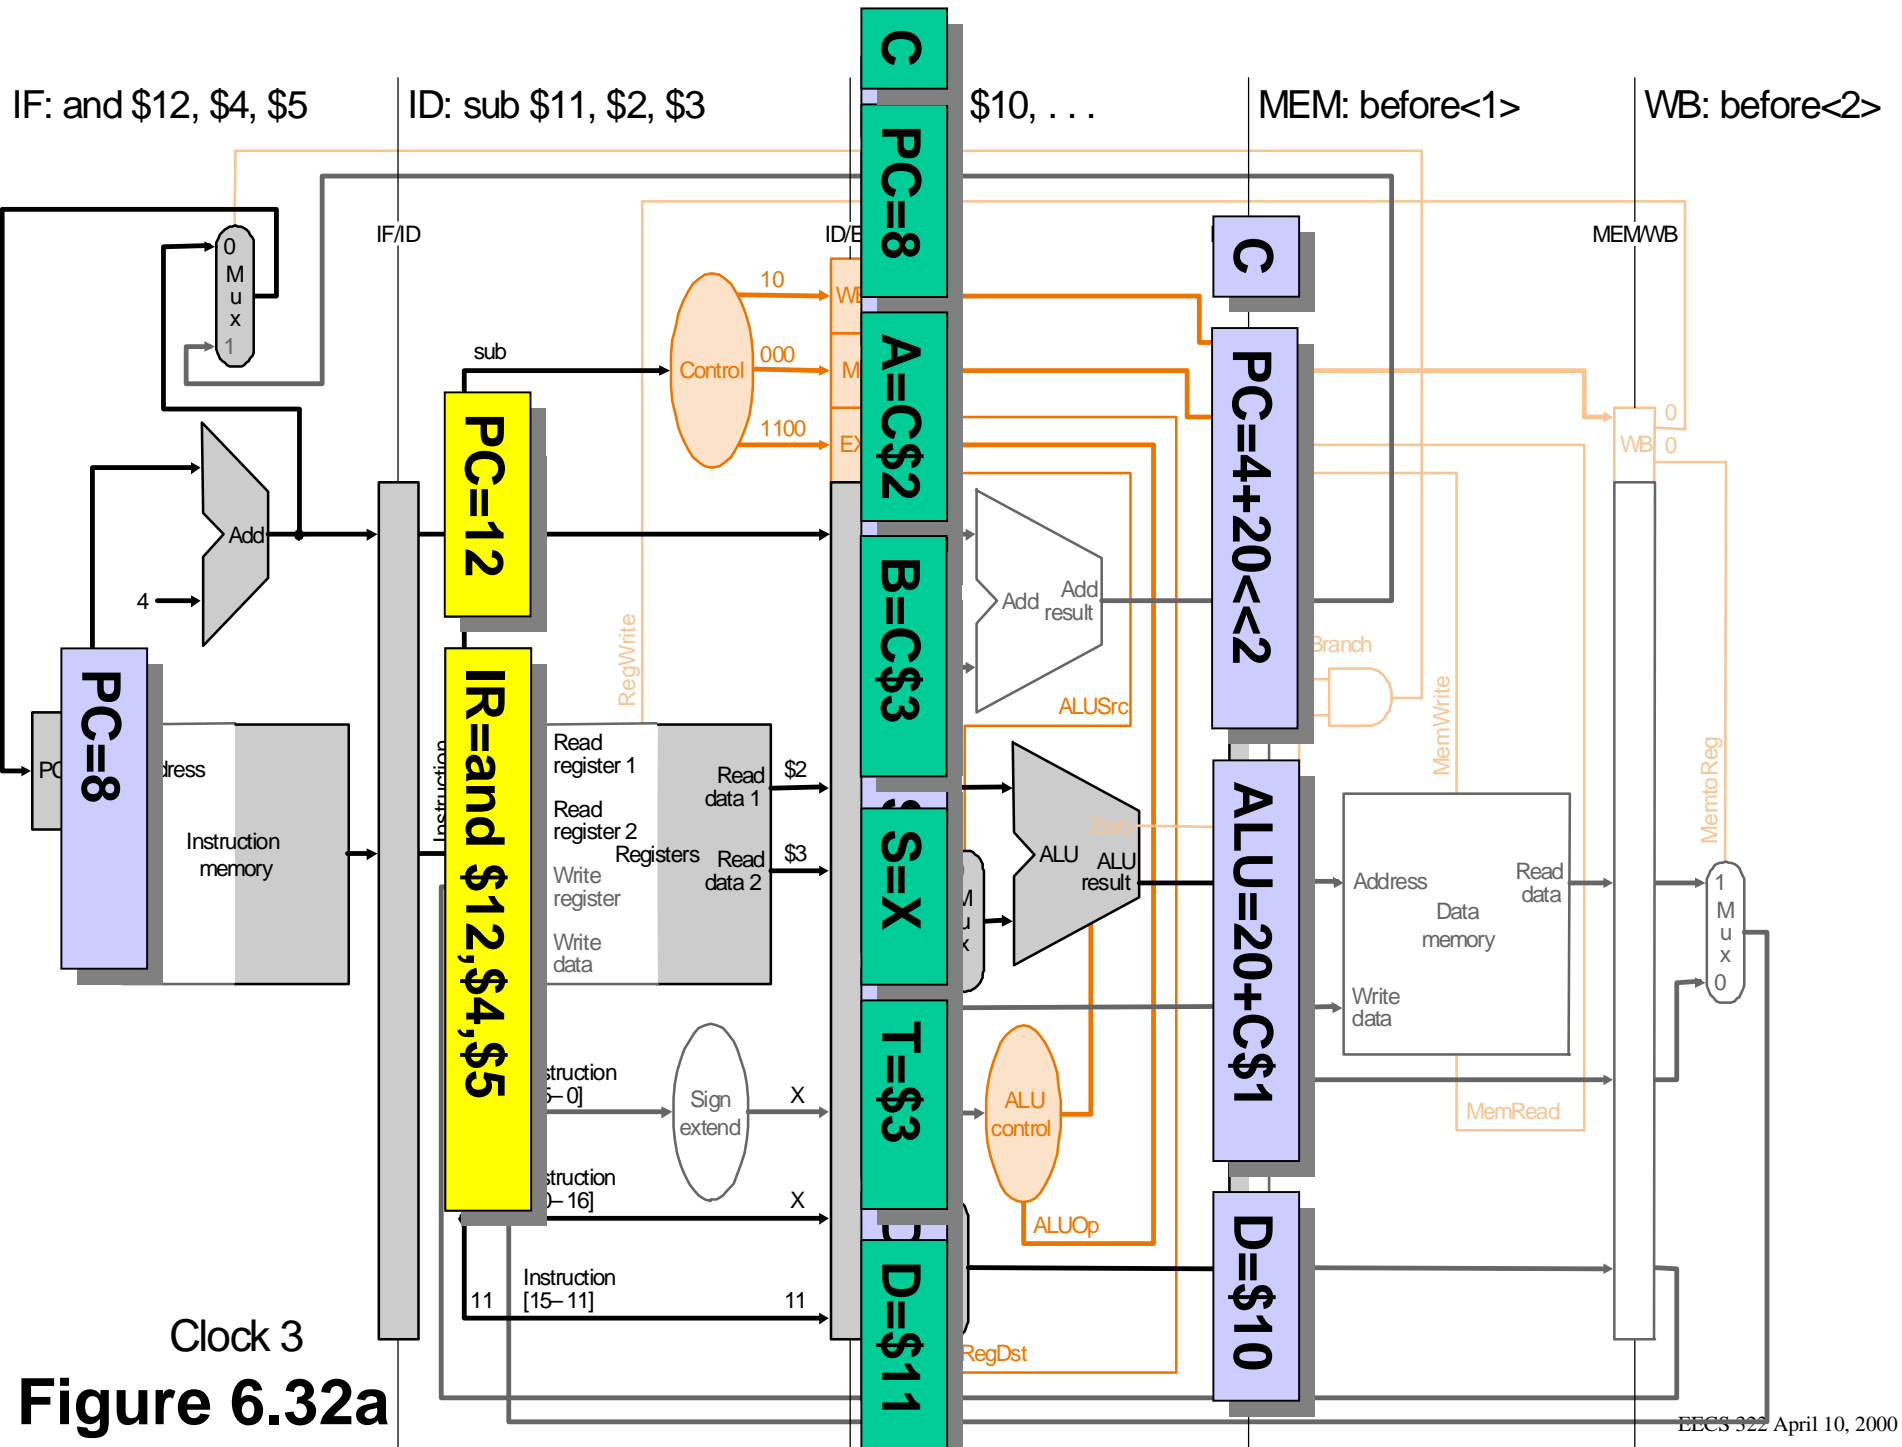 C
IF: and $12, $4, $5
ID: sub $11, $2, $3
$10, . . .
MEM: before<1>
WB: before<2>
PC=8
IF/ID
MEM/WB
0
M
u
x
1
C
10
sub
Control
000
1100
A=C$2
PC=12
PC=4+20<<2
0
WB
0
Add
4
B=C$3
Add
Add
result
RegWrite
Branch
ALUSrc
MemWrite
MemtoReg
PC=8
Instruction
memory
IR=and $12,$4,$5
Instruction
Read
register 1
Read
register 2
Registers
Write
register
Write
data
Read
data 1
Read
data 2
$2
$3
S=X
M
u
x
Zero
ALU
ALU
result
ALU=20+C$1
Address
Read
data
Data
memory
Write
data
1
M
u
x
0
Sign
extend
X
T=$3
ALU
control
MemRead
X
ALUOp
D=$10
Instruction
[15– 11]
11
11
D=$11
RegDst
Clock 3
Figure 6.32a
EECS 322 April 10, 2000